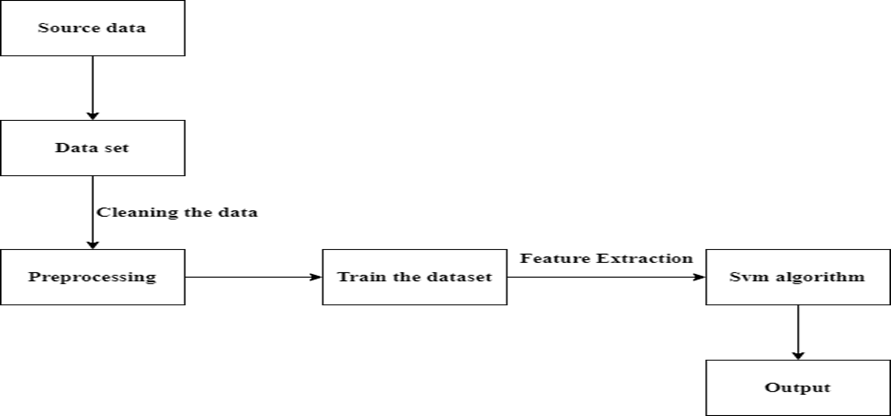 Source data
Data set
Cleaning the data
Preprocessing
Train the dataset
Feature Extraction
Svm algorithm
Output